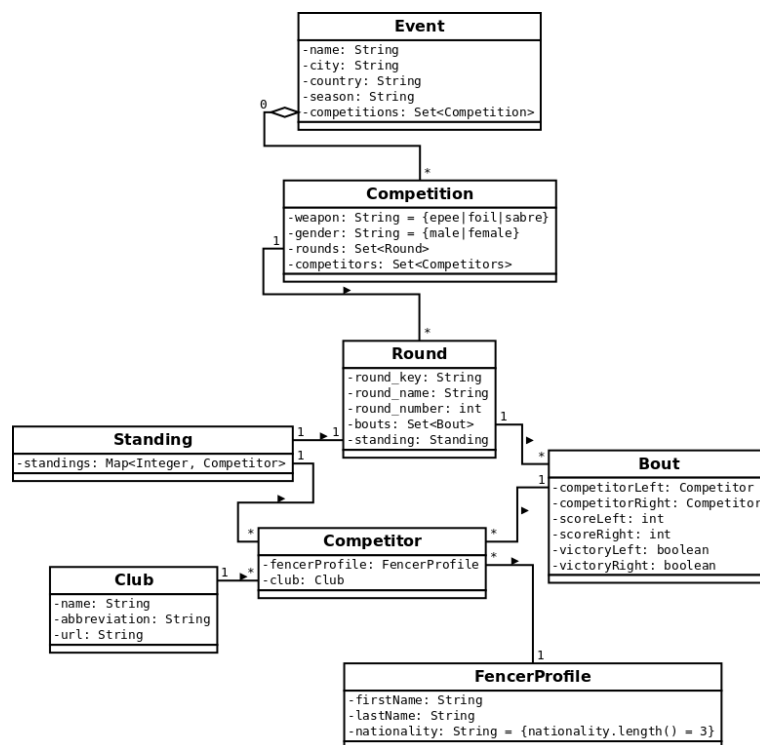 Event
-name: String
-city: String
-country: String
-season: String
-competitions: Set<Competition>
0
*
Competition
-weapon: String = {epee|foil|sabre}
-gender: String = {male|female}
-rounds: Set<Round>
-competitors: Set<Competitors>
1
*
Round
-round_key: String
-round_name: String
-round_number: int
-bouts: Set<Bout>
-standing: Standing
1
*
Standing
-standings: Map<Integer, Competitor>
1
1
1
*
Bout
-competitorLeft: Competitor
-competitorRight: Competitor
-scoreLeft: int
-scoreRight: int
-victoryLeft: boolean
-victoryRight: boolean
1
*
Competitor
-fencerProfile: FencerProfile
-club: Club
*
1
Club
-name: String
-abbreviation: String
-url: String
1
*
FencerProfile
-firstName: String
-lastName: String
-nationality: String = {nationality.length() = 3}